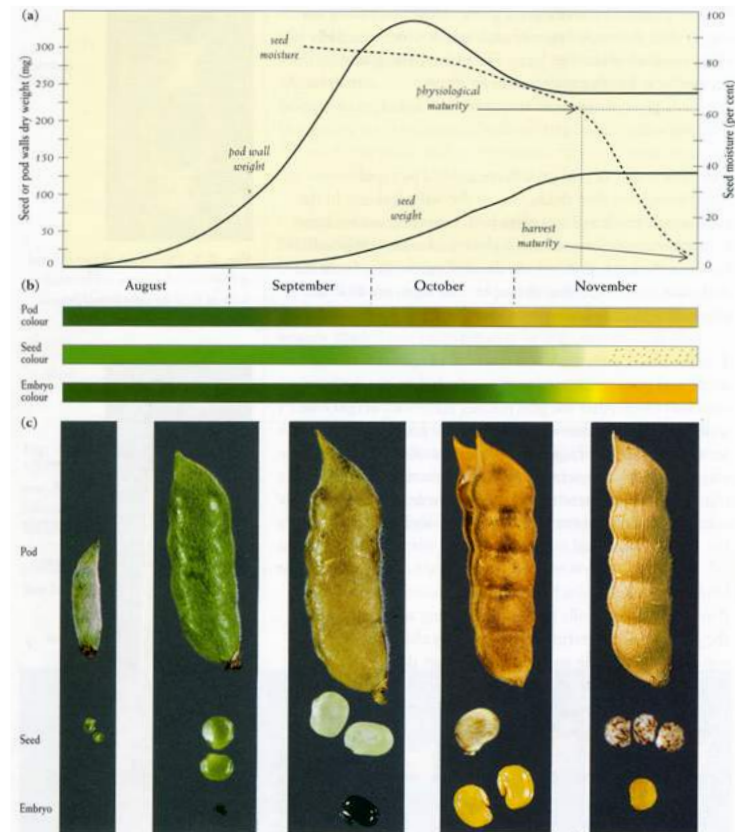 (a)
Seed or pod walls dry weight (mg)
300
250
200
150
100
50
0
seed
moisture
physiological
maturity
pod wall
weight
seed
weight
harvest
maturity
100
80
60
40
20
0
Seed moisture (per cent)
August
September
October
November
(b)
Pod
colour
Seed
colour
Embryo
colour
(c)
Pod
Seed
Embryo